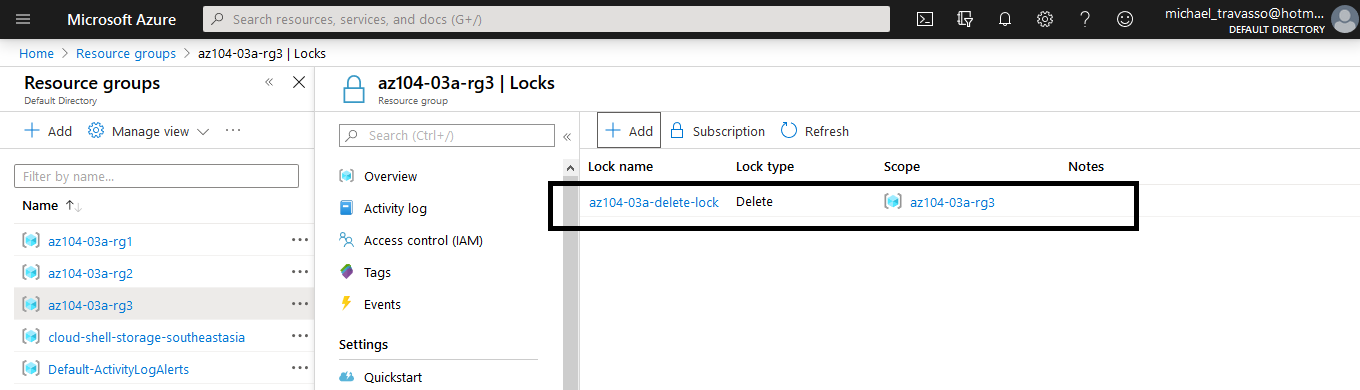 Microsoft Azure
Search resources, services, and docs (G+/)
michael_travasso@hotm...
DEFAULT DIRECTORY
Home > Resource groups > az104-03a-rg3 | Locks
Resource groups
Default Directory
« ×
+ Add Manage view ···
Filter by name...
Name ↑↓
az104-03a-rg1 ···
az104-03a-rg2 ···
az104-03a-rg3 ···
cloud-shell-storage-southeastasia ···
Default-ActivityLogAlerts ···
az104-03a-rg3 | Locks
Resource group
Search (Ctrl+/) «
Overview
Activity log
Access control (IAM)
Tags
Events
Settings
Quickstart
+ Add Subscription Refresh
Lock name Lock type Scope Notes
az104-03a-delete-lock Delete az104-03a-rg3